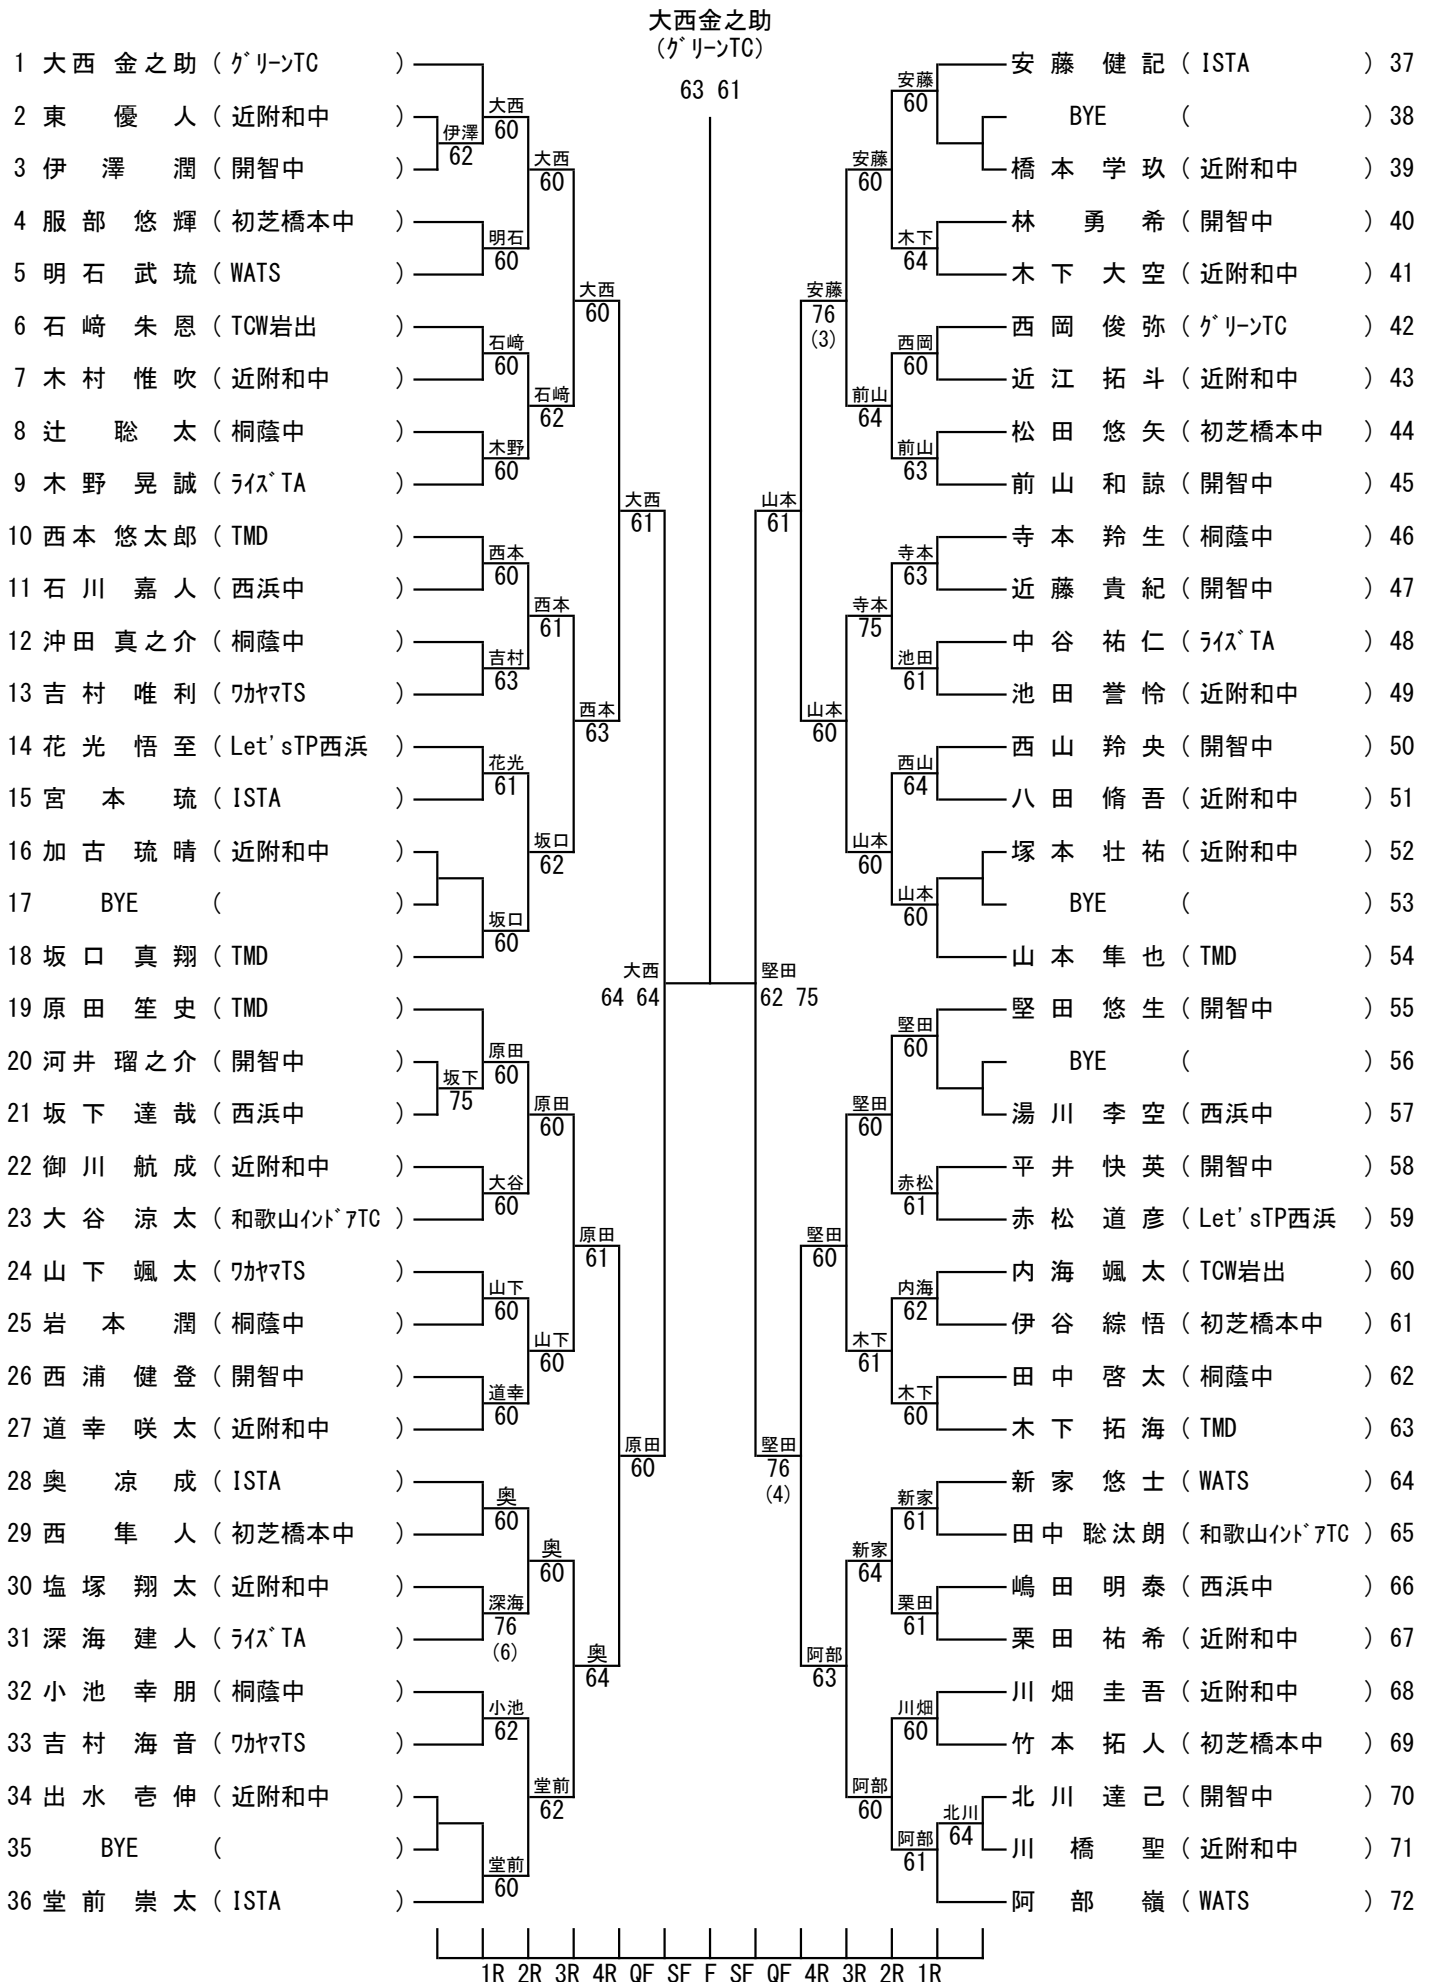 大西金之助
(グリーンTC)
63 61
1 大西 金之助 ( グリーンTC )
2 東 優人 ( 近附和中 )
3 伊澤 潤 ( 開智中 )
4 服部 悠輝 ( 初芝橋本中 )
5 明石 武琉 ( WATS )
6 石﨑 朱恩 ( TCW岩出 )
7 木村 惟吹 ( 近附和中 )
8 辻 聡太 ( 桐蔭中 )
9 木野 晃誠 ( ライズTA )
10 西本 悠太郎 ( TMD )
11 石川 嘉人 ( 西浜中 )
12 沖田 真之介 ( 桐蔭中 )
13 吉村 唯利 ( ワカヤマTS )
14 花光 悟至 ( Let'sTP西浜 )
15 宮本 琉 ( ISTA )
16 加古 琉晴 ( 近附和中 )
17 BYE ( )
18 坂口 真翔 ( TMD )
19 原田 笙史 ( TMD )
20 河井 瑠之介 ( 開智中 )
21 坂下 達哉 ( 西浜中 )
22 御川 航成 ( 近附和中 )
23 大谷 涼太 ( 和歌山インドアTC )
24 山下 颯太 ( ワカヤマTS )
25 岩本 潤 ( 桐蔭中 )
26 西浦 健登 ( 開智中 )
27 道幸 咲太 ( 近附和中 )
28 奥 凉成 ( ISTA )
29 西 隼人 ( 初芝橋本中 )
30 塩塚 翔太 ( 近附和中 )
31 深海 建人 ( ライズTA )
32 小池 幸朋 ( 桐蔭中 )
33 吉村 海音 ( ワカヤマTS )
34 出水 壱伸 ( 近附和中 )
35 BYE ( )
36 堂前 崇太 ( ISTA )
伊澤
62
坂下
75
大西
60
明石
60
石﨑
60
木野
60
西本
60
吉村
63
花光
61
坂口
60
原田
60
大谷
60
山下
60
道幸
60
奥
60
深海
76
(6)
小池
62
堂前
60
大西
60
石﨑
62
西本
61
坂口
62
原田
60
山下
60
奥
60
堂前
62
大西
60
西本
63
原田
61
奥
64
大西
61
原田
60
大西
64 64
堅田
62 75
山本
61
堅田
76
(4)
安藤
76
(3)
山本
60
堅田
60
阿部
63
安藤
60
前山
64
寺本
75
山本
60
堅田
60
木下
61
新家
64
阿部
60
安藤
60
木下
64
西岡
60
前山
63
寺本
63
池田
61
西山
64
山本
60
堅田
60
赤松
61
内海
62
木下
60
新家
61
栗田
61
川畑
60
阿部
61
北川
64
安藤 健記 ( ISTA ) 37
BYE ( ) 38
橋本 学玖 ( 近附和中 ) 39
林 勇希 ( 開智中 ) 40
木下 大空 ( 近附和中 ) 41
西岡 俊弥 ( グリーンTC ) 42
近江 拓斗 ( 近附和中 ) 43
松田 悠矢 ( 初芝橋本中 ) 44
前山 和諒 ( 開智中 ) 45
寺本 羚生 ( 桐蔭中 ) 46
近藤 貴紀 ( 開智中 ) 47
中谷 祐仁 ( ライズTA ) 48
池田 誉怜 ( 近附和中 ) 49
西山 羚央 ( 開智中 ) 50
八田 脩吾 ( 近附和中 ) 51
塚本 壮祐 ( 近附和中 ) 52
BYE ( ) 53
山本 隼也 ( TMD ) 54
堅田 悠生 ( 開智中 ) 55
BYE ( ) 56
湯川 李空 ( 西浜中 ) 57
平井 快英 ( 開智中 ) 58
赤松 道彦 ( Let'sTP西浜 ) 59
内海 颯太 ( TCW岩出 ) 60
伊谷 綜悟 ( 初芝橋本中 ) 61
田中 啓太 ( 桐蔭中 ) 62
木下 拓海 ( TMD ) 63
新家 悠士 ( WATS ) 64
田中 聡汰朗 ( 和歌山インドアTC ) 65
嶋田 明泰 ( 西浜中 ) 66
栗田 祐希 ( 近附和中 ) 67
川畑 圭吾 ( 近附和中 ) 68
竹本 拓人 ( 初芝橋本中 ) 69
北川 達己 ( 開智中 ) 70
川橋 聖 ( 近附和中 ) 71
阿部 嶺 ( WATS ) 72
1R 2R 3R 4R QF SF F SF QF 4R 3R 2R 1R